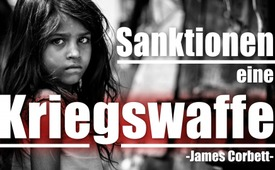 Sanktionen
eine
Kriegswaffe
-James Corbett-